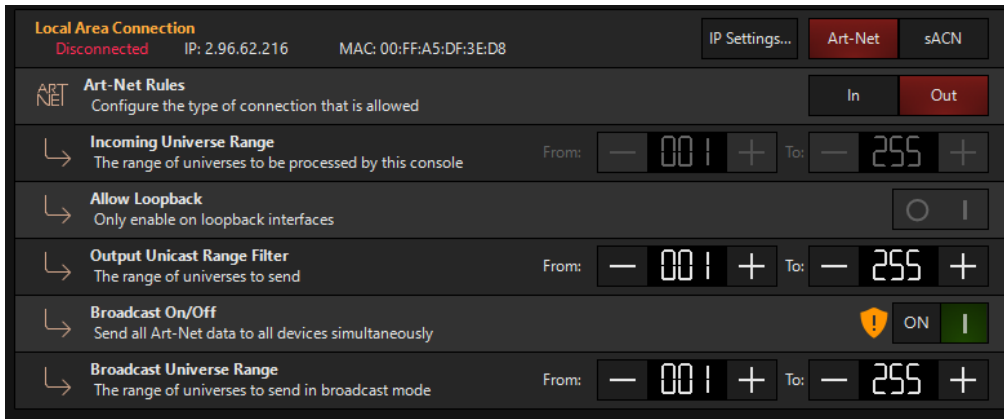 Local Area Connection
Disconnected IP: 2.96.62.216 MAC: 00:FF:A5:DF:3E:D8 IP Settings... Art-Net sACN
ART NET
Art-Net Rules
Configure the type of connection that is allowed In Out
Incoming Universe Range
The range of universes to be processed by this console From: 001 To: 255
Allow Loopback
Only enable on loopback interfaces
Output Unicast Range Filter
The range of universes to send From: 001 To: 255
Broadcast On/Off
Send all Art-Net data to all devices simultaneously ON
Broadcast Universe Range
The range of universes to send in broadcast mode From: 001 To: 255